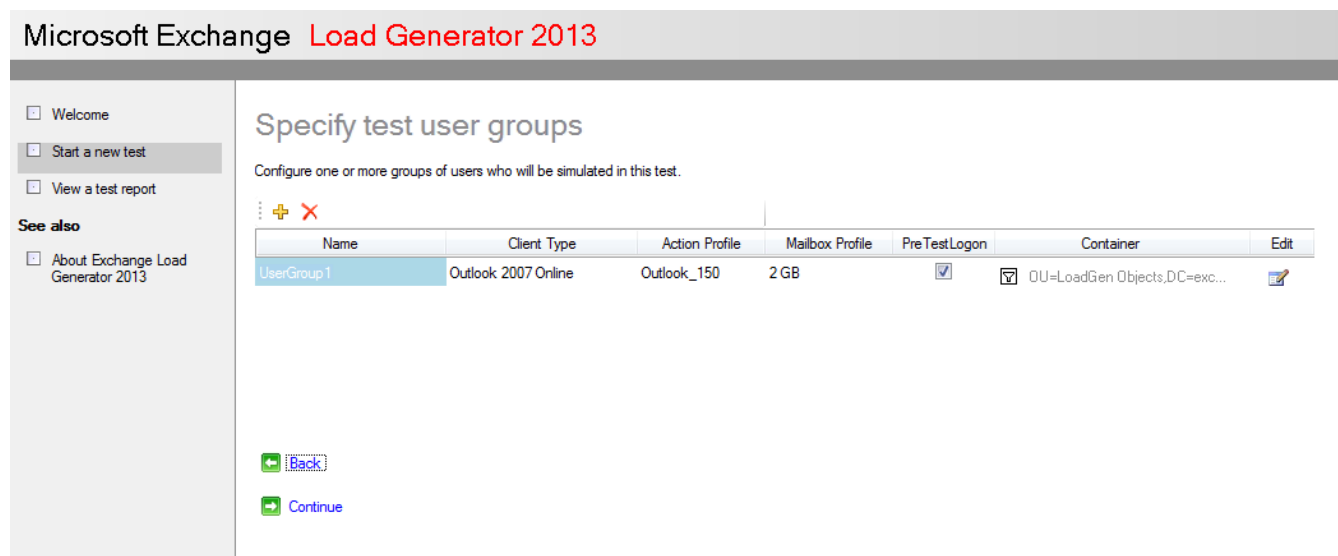 Microsoft Exchange Load Generator 2013
Welcome
Start a new test
View a test report
See also
About Exchange Load
Generator 2013
Specify test user groups
Configure one or more groups of users who will be simulated in this test.
Name Client Type Action Profile Mailbox Profile PreTestLogon Container Edit
UserGroup1 Outlook 2007 Online Outlook_150 2 GB OU=LoadGen Objects,DC=exc...
Back
Continue